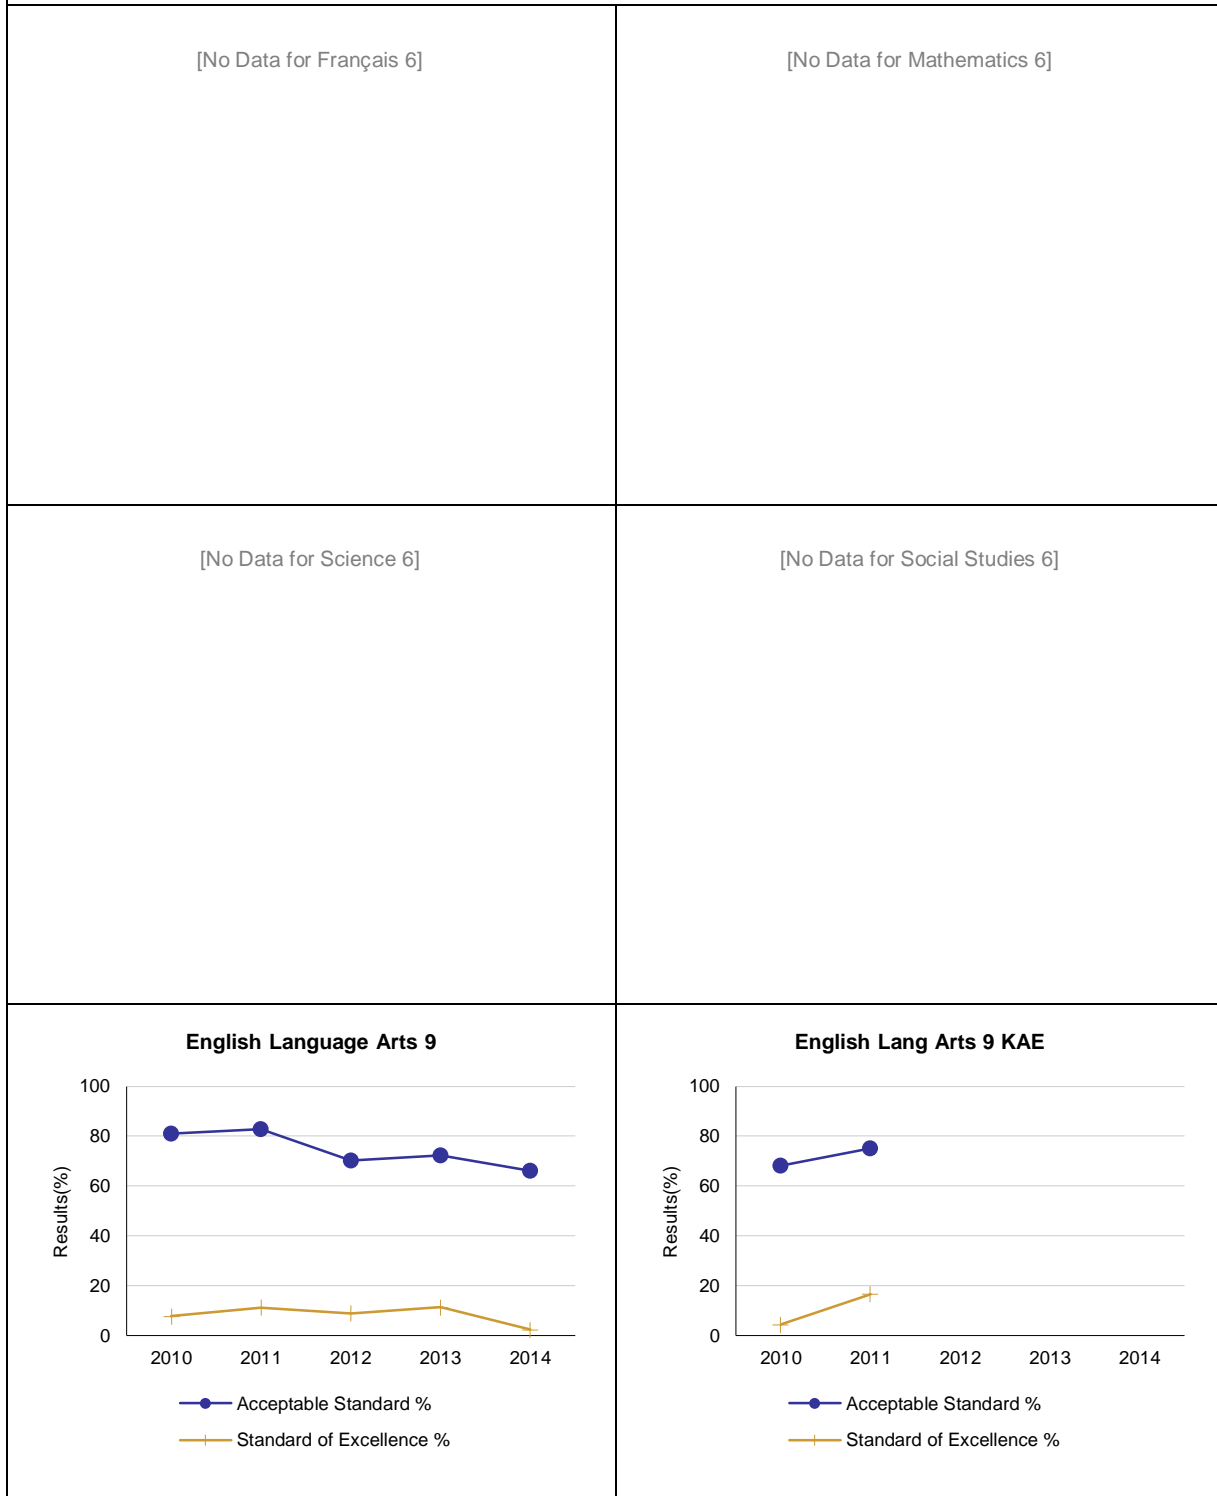 [No Data for Français 6]
[No Data for Mathematics 6]
[No Data for Science 6]
[No Data for Social Studies 6]
English Language Arts 9
100
80
60
40
20
0
Results(%)
2010 2011 2012 2013 2014
Acceptable Standard %
Standard of Excellence %
English Lang Arts 9 KAE
100
80
60
40
20
0
Results(%)
2010 2011 2012 2013 2014
Acceptable Standard %
Standard of Excellence %